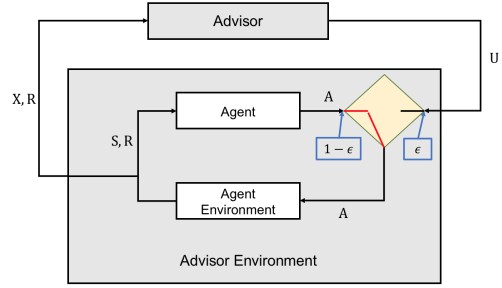 Advisor
U
X, R
A
Agent
S, R
1 − ϵ
ϵ
Agent
Environment
A
Advisor Environment